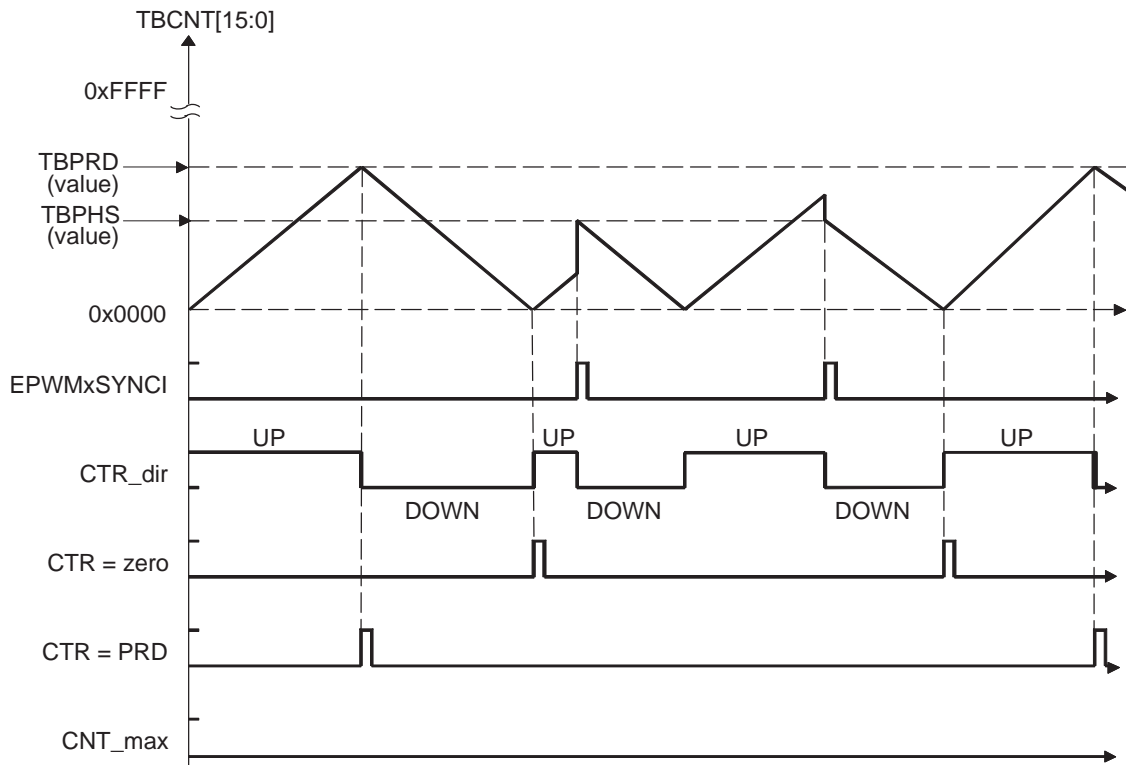 TBCNT[15:0]
0xFFFF
TBPRD
(value)
TBPHS
(value)
0x0000
EPWMxSYNCI
UP
UP
UP
UP
CTR_dir
DOWN
DOWN
DOWN
CTR = zero
CTR = PRD
CNT_max